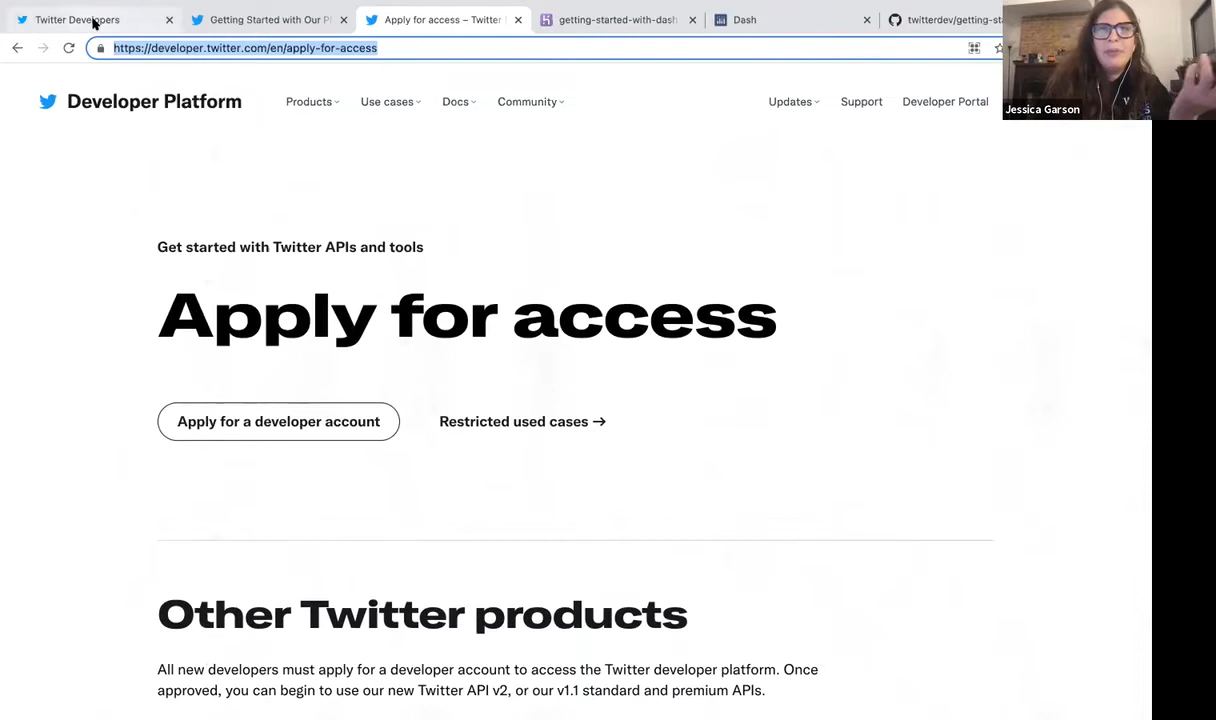 Twitter Developers
Getting Started with Our Pl
Apply for access – Twitter
getting-started-with-dash
Dash
twitterdev/getting-sta
https://developer.twitter.com/en/apply-for-access
Developer Platform
Products
Use cases
Docs
Community
Updates
Support
Developer Portal
Jessica Garson
Get started with Twitter APIs and tools
Apply for access
Apply for a developer account
Restricted used cases →
Other Twitter products
All new developers must apply for a developer account to access the Twitter developer platform. Once
approved, you can begin to use our new Twitter API v2, or our v1.1 standard and premium APIs.